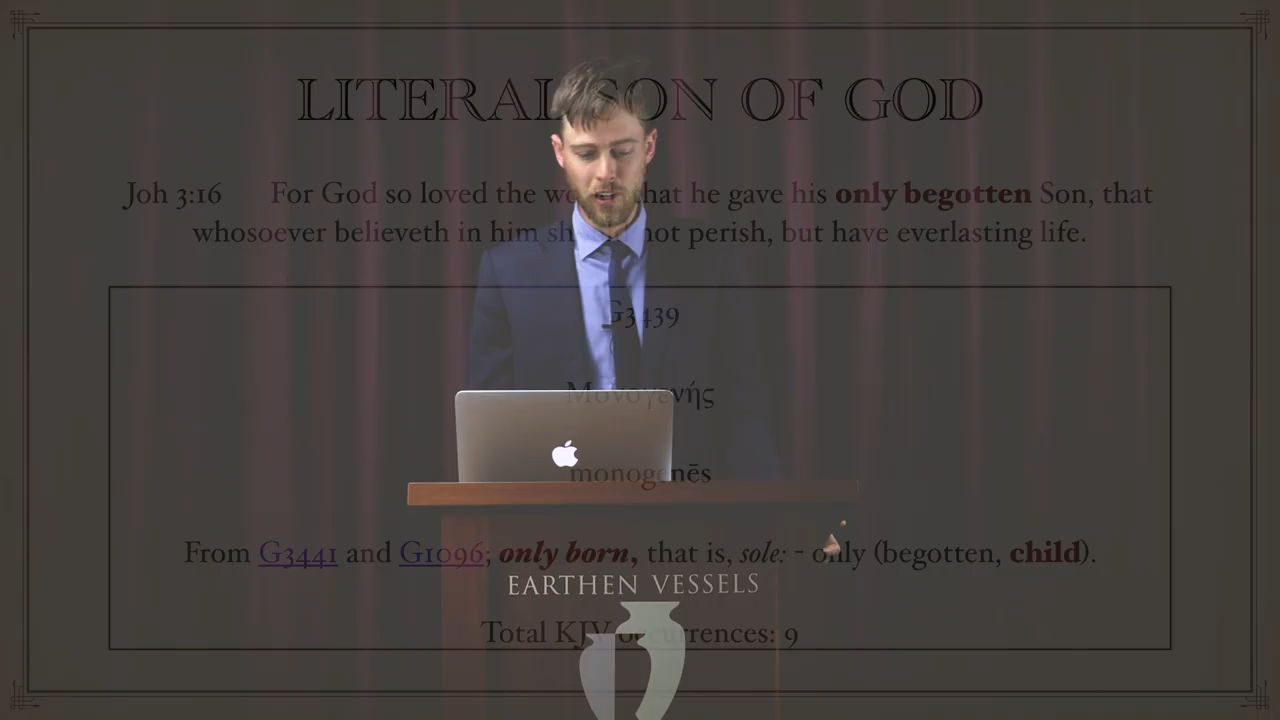 LITERAL SON OF GOD
Joh 3:16 For God so loved the that he gave his only begotten Son, that
whosoever believeth in him not perish, but have everlasting life.
G3439
Μονογενής
monogenēs
From G3441 and G1096; only born, that is, sole: - only (begotten, child).
EARTHEN VESSELS
Total KJV occurrences: 9